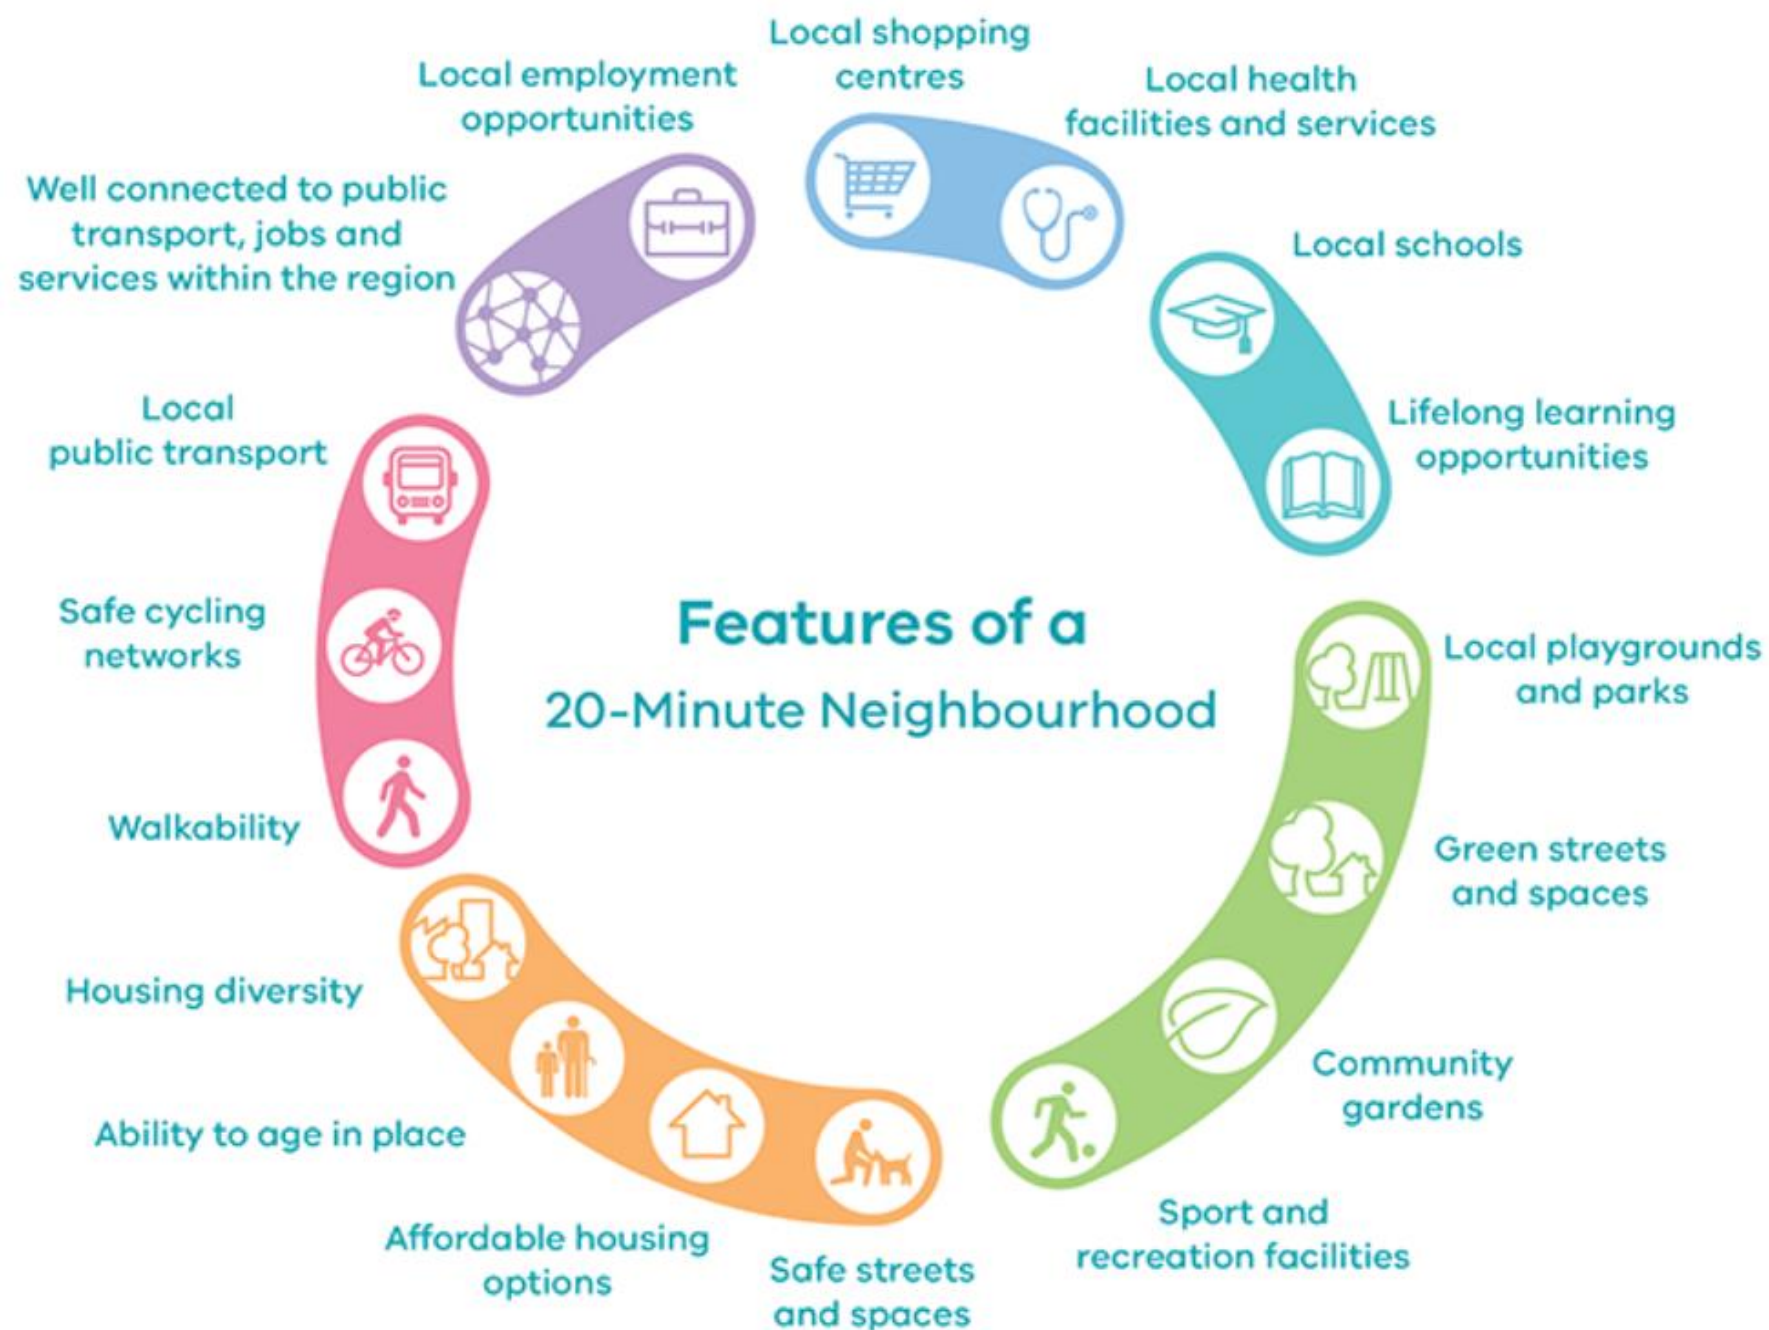 Local shopping
centres
Local health
facilities and services
Local schools
Lifelong learning
opportunities
Local playgrounds
and parks
Green streets
and spaces
Community
gardens
Sport and
recreation facilities
Safe streets
and spaces
Affordable housing
options
Ability to age in place
Housing diversity
Walkability
Safe cycling
networks
Local
public transport
Well connected to public
transport, jobs and
services within the region
Local employment
opportunities
Features of a
20-Minute Neighbourhood